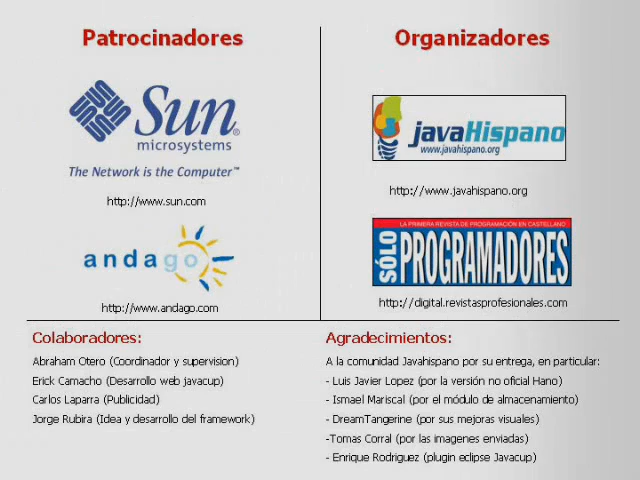 Patrocinadores
Sun
microsystems
The Network is the Computer™
http://www.sun.com
andago
http://www.andago.com
Organizadores
javaHispano
www.javahispano.org
http://www.javahispano.org
LA PRIMERA REVISTA DE PROGRAMACIÓN EN CASTELLANO
SÓLO PROGRAMADORES
http://digital.revistasprofesionales.com
Colaboradores:
Abraham Otero (Coordinador y supervision)
Erick Camacho (Desarrollo web javacup)
Carlos Laparra (Publicidad)
Jorge Rubira (Idea y desarrollo del framework)
Agradecimientos:
A la comunidad Javahispano por su entrega, en particular:
- Luis Javier Lopez (por la versión no oficial Hano)
- Ismael Mariscal (por el módulo de almacenamiento)
- DreamTangerine (por sus mejoras visuales)
-Tomas Corral (por las imagenes enviadas)
- Enrique Rodriguez (plugin eclipse Javacup)